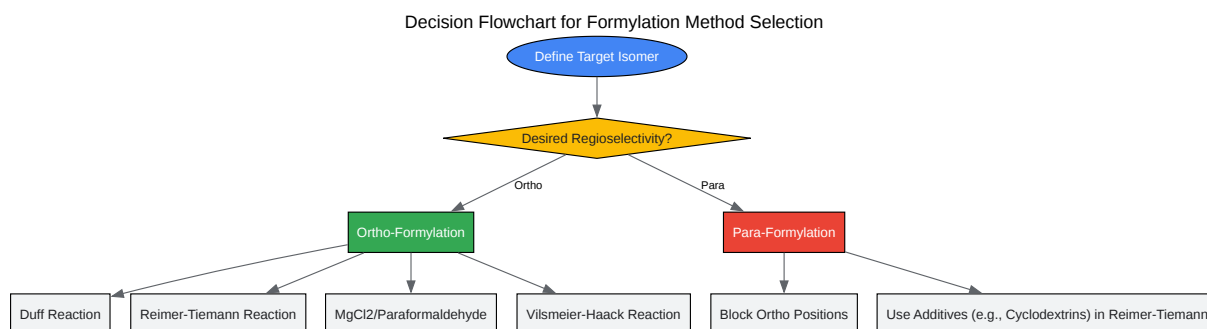 Decision Flowchart for Formylation Method Selection
Define Target Isomer
Desired Regioselectivity?
Ortho
Para
Ortho-Formylation
Para-Formylation
Duff Reaction
Reimer-Tiemann Reaction
MgCl2/Paraformaldehyde
Vilsmeier-Haack Reaction
Block Ortho Positions
Use Additives (e.g., Cyclodextrins) in Reimer-Tiemann